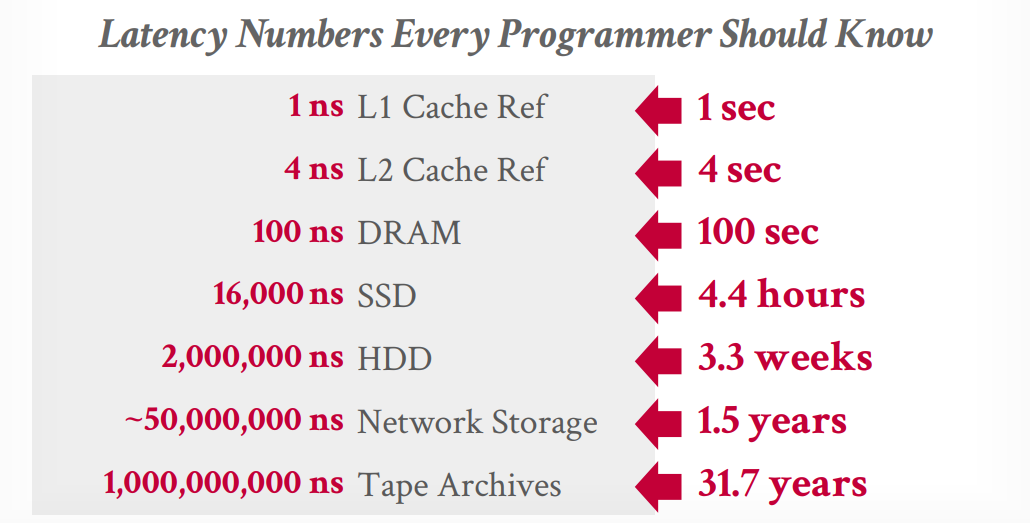 Latency Numbers Every Programmer Should Know
1 ns L1 Cache Ref 1 sec
4 ns L2 Cache Ref 4 sec
100 ns DRAM 100 sec
16,000 ns SSD 4.4 hours
2,000,000 ns HDD 3.3 weeks
~50,000,000 ns Network Storage 1.5 years
1,000,000,000 ns Tape Archives 31.7 years